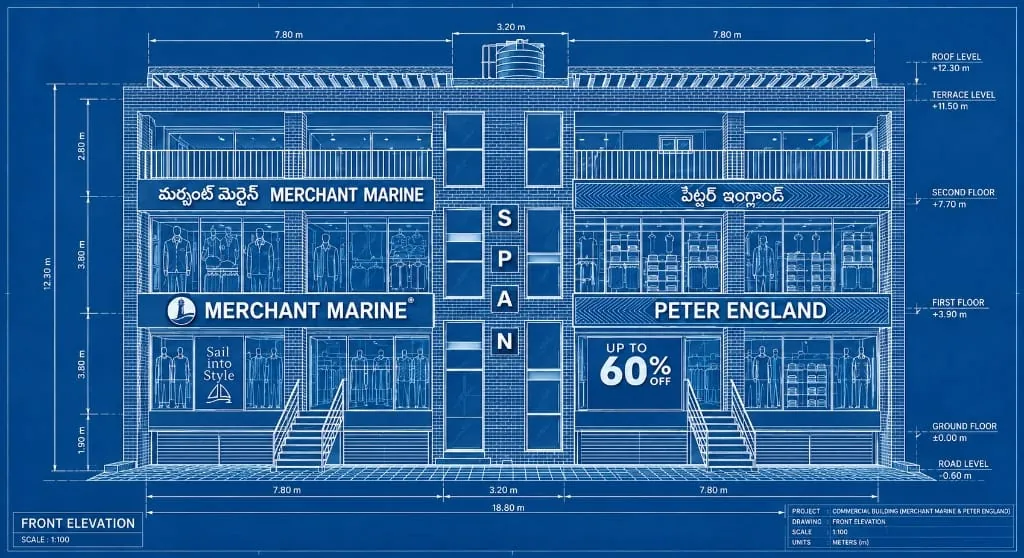 7.80 m
3.20 m
7.80 m
ROOF LEVEL
+12.30 m
TERRACE LEVEL
+11.50 m
2.80 m
మర్చంట్ మెరైన్ MERCHANT MARINE
పీటర్ ఇంగ్లాండ్
SECOND FLOOR
+7.70 m
S
P
A
N
12.30 m
3.80 m
MERCHANT MARINE®
PETER ENGLAND
FIRST FLOOR
+3.90 m
3.80 m
Sail
into
Style
UP TO
60%
OFF
1.90 m
GROUND FLOOR
±0.00 m
ROAD LEVEL
-0.60 m
7.80 m
3.20 m
7.80 m
18.80 m
FRONT ELEVATION
SCALE : 1:100
PROJECT : COMMERCIAL BUILDING (MERCHANT MARINE & PETER ENGLAND)
DRAWING : FRONT ELEVATION
SCALE : 1:100
UNITS : METERS (m)